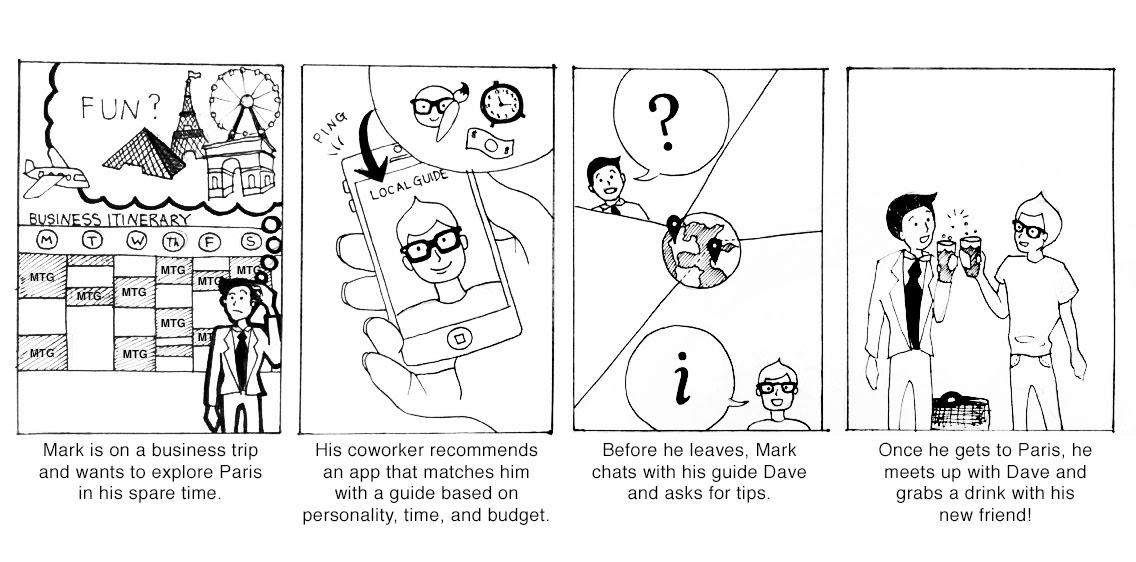 FUN?
BUSINESS ITINERARY
M T W Th F S
MTG MTG MTG
MTG MTG
MTG MTG
MTG
MTG MTG MT
Mark is on a business trip
and wants to explore Paris
in his spare time.
PING
LOCAL GUIDE
His coworker recommends
an app that matches him
with a guide based on
personality, time, and budget.
?
i
Before he leaves, Mark
chats with his guide Dave
and asks for tips.
Once he gets to Paris, he
meets up with Dave and
grabs a drink with his
new friend!